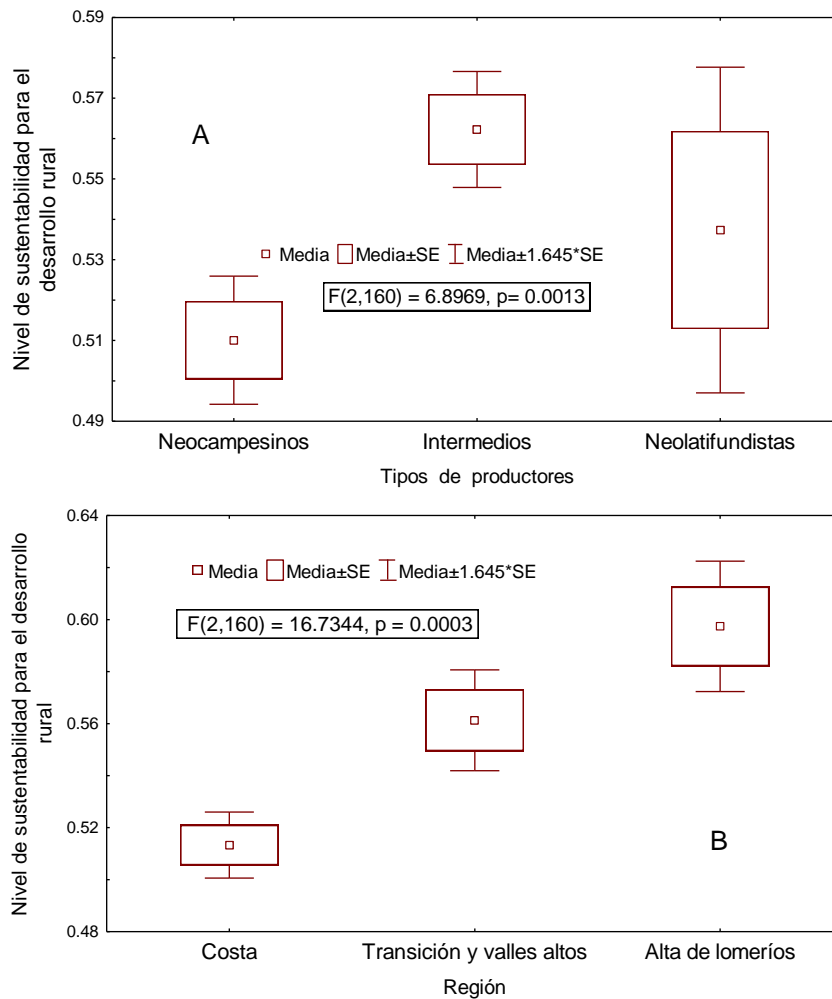 Nivel de sustentabilidad para el
desarrollo rural
0.59
0.57
0.55
0.53
0.51
0.49
A
Media Media±SE Media±1.645*SE
F(2,160) = 6.8969, p= 0.0013
Neocampesinos Intermedios Neolatifundistas
Tipos de productores
Nivel de sustentabilidad para el desarrollo
rural
0.64
0.60
0.56
0.52
0.48
Media Media±SE Media±1.645*SE
F(2,160) = 16.7344, p = 0.0003
B
Costa Transición y valles altos Alta de lomeríos
Región